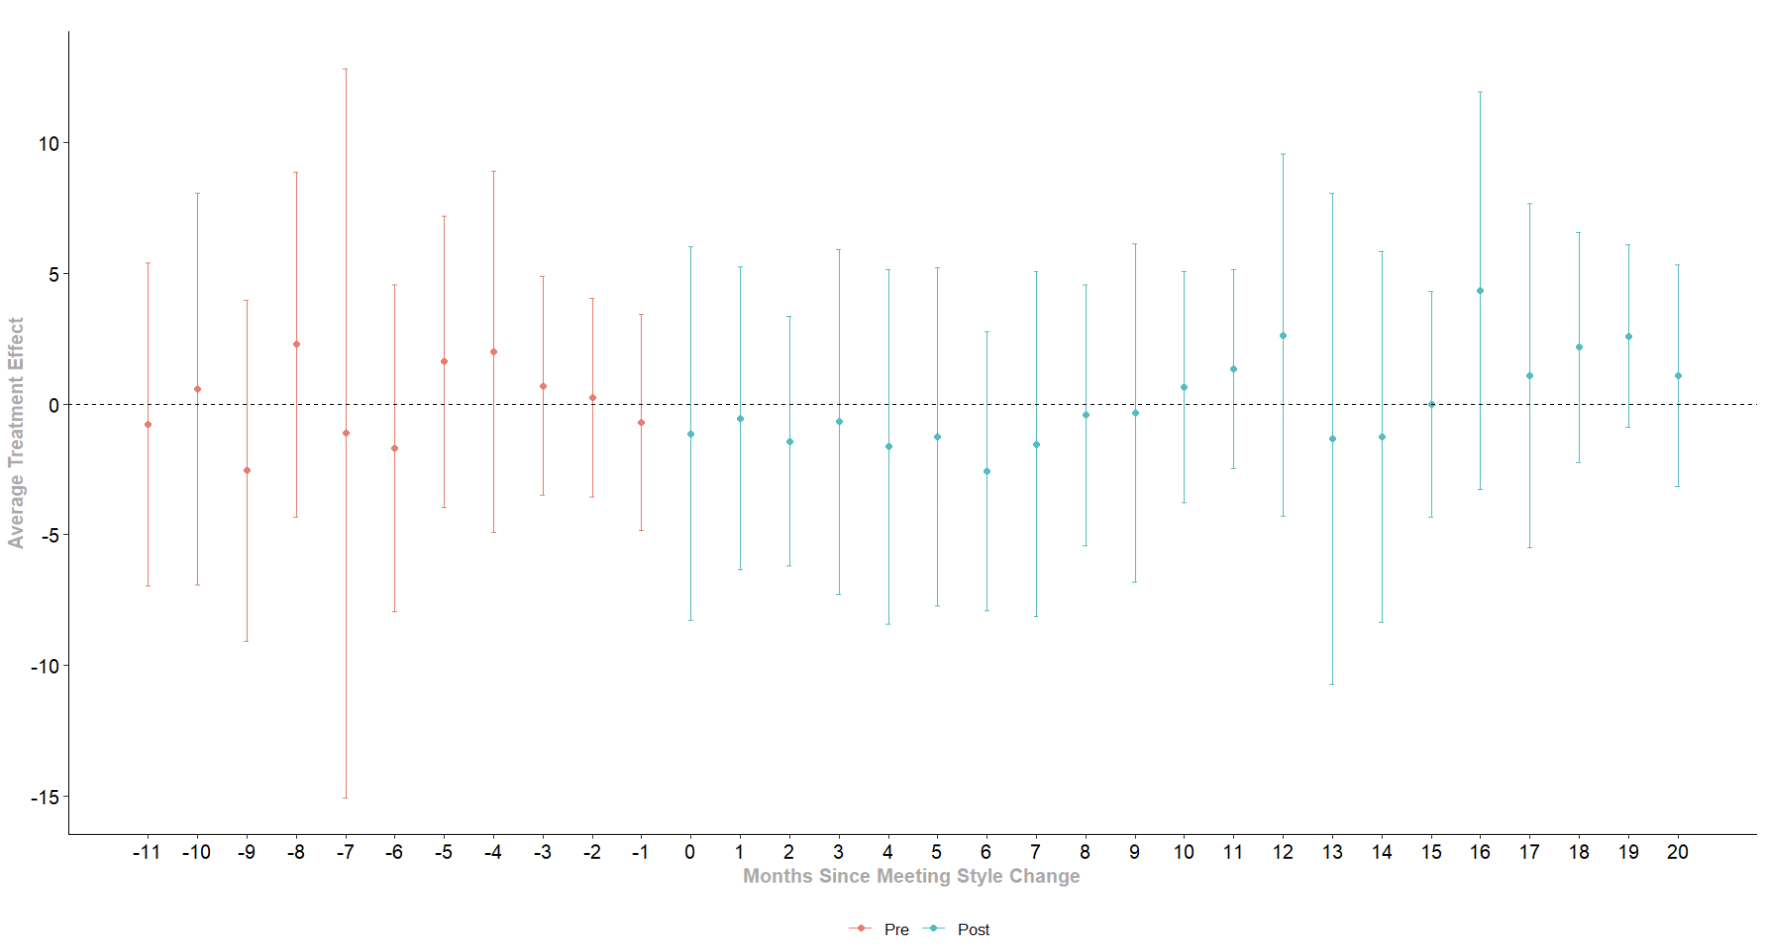 Average Treatment Effect
10
5
0
-5
-10
-15
-11 -10 -9 -8 -7 -6 -5 -4 -3 -2 -1 0 1 2 3 4 5 6 7 8 9 10 11 12 13 14 15 16 17 18 19 20
Months Since Meeting Style Change
Pre Post